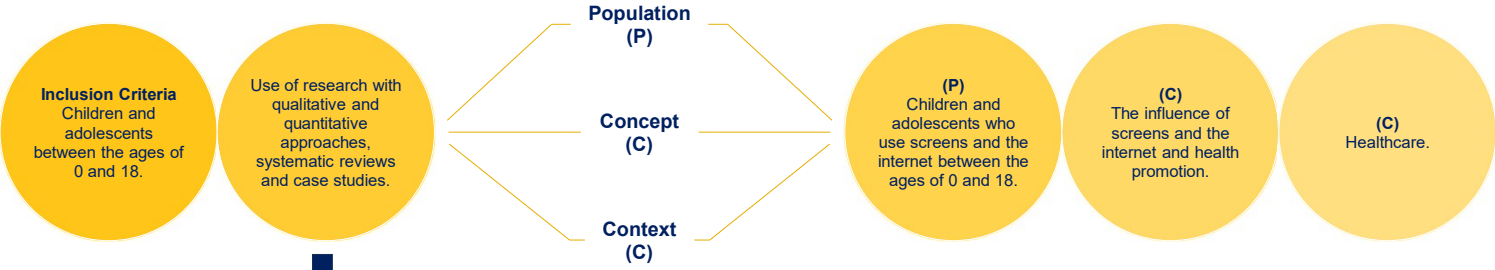 Inclusion Criteria
Children and
adolescents
between the ages of
0 and 18.
Use of research with
qualitative and
quantitative
approaches,
systematic reviews
and case studies.
Population
(P)
Concept
(C)
Context
(C)
(P)
Children and
adolescents who
use screens and the
internet between the
ages of 0 and 18.
(C)
The influence of
screens and the
internet and health
promotion.
(C)
Healthcare.